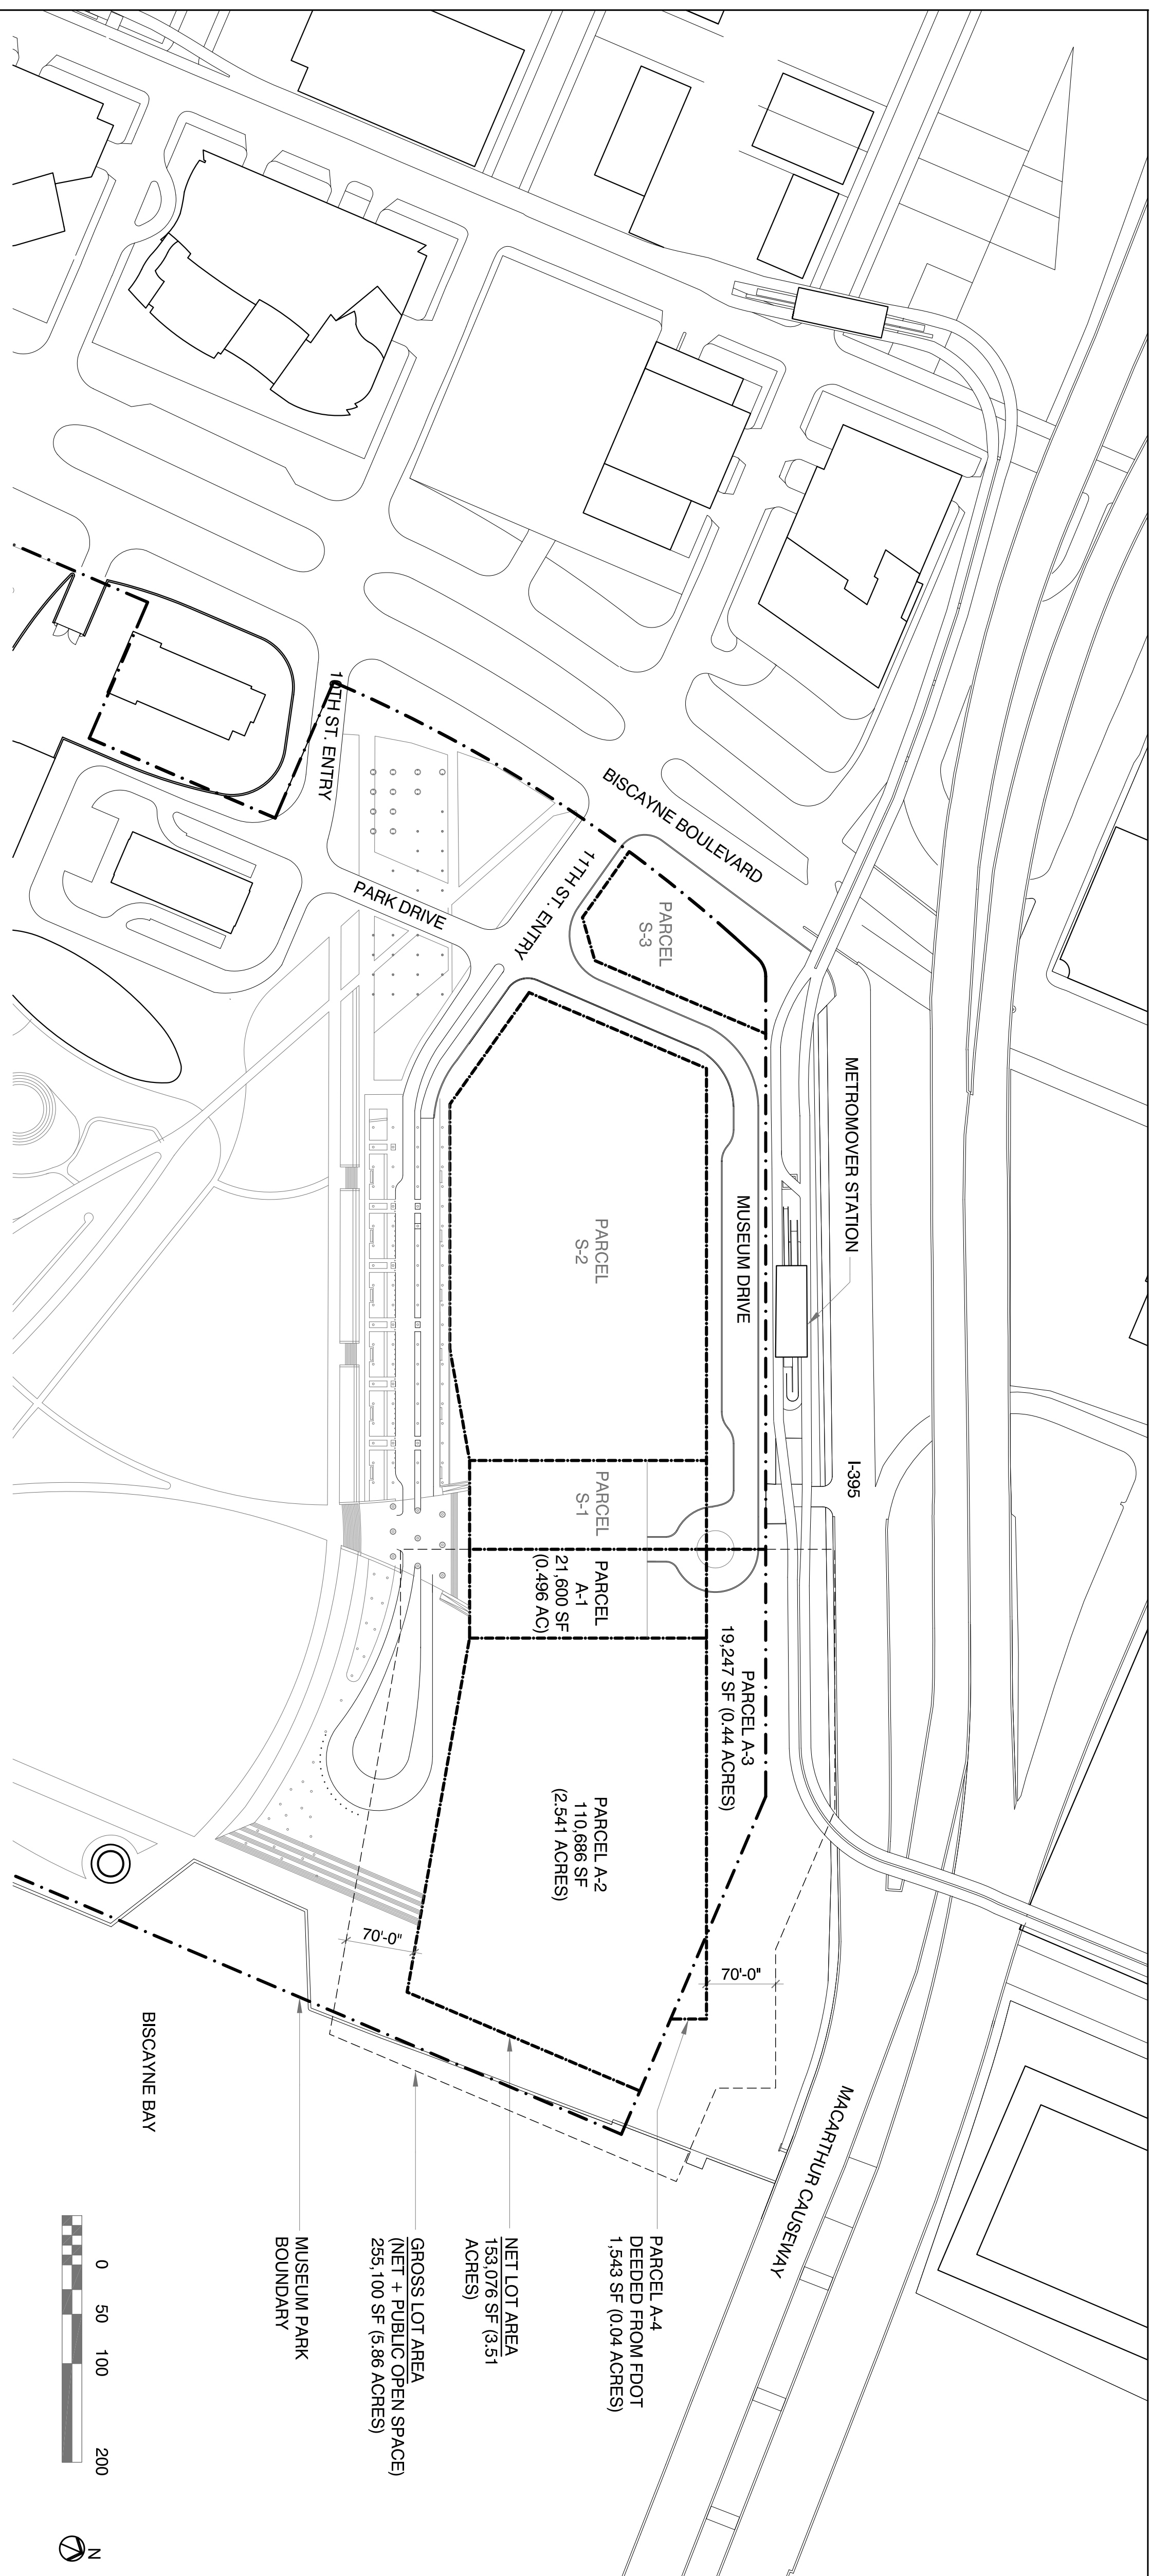 10TH ST. ENTRY
PARK DRIVE
11TH ST. ENTRY
BISCAYNE BOULEVARD
PARCEL
S-3
METROMOVER STATION
MUSEUM DRIVE
PARCEL
S-2
I-395
PARCEL
S-1
PARCEL
A-1
21,600 SF
(0.496 AC)
PARCEL A-3
19,247 SF (0.44 ACRES)
PARCEL A-2
110,686 SF
(2.541 ACRES)
70'-0"
70'-0"
MACARTHUR CAUSEWAY
BISCAYNE BAY
PARCEL A-4
DEEDED FROM FDOT
1,543 SF (0.04 ACRES)
NET LOT AREA
153,076 SF (3.51
ACRES)
GROSS LOT AREA
(NET + PUBLIC OPEN SPACE)
255,100 SF (5.86 ACRES)
MUSEUM PARK
BOUNDARY
0 50 100 200
N